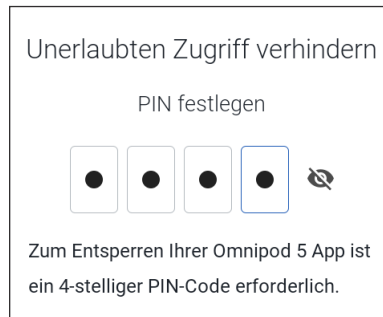 Unerlaubten Zugriff verhindern
PIN festlegen
Zum Entsperren Ihrer Omnipod 5 App ist
ein 4-stelliger PIN-Code erforderlich.